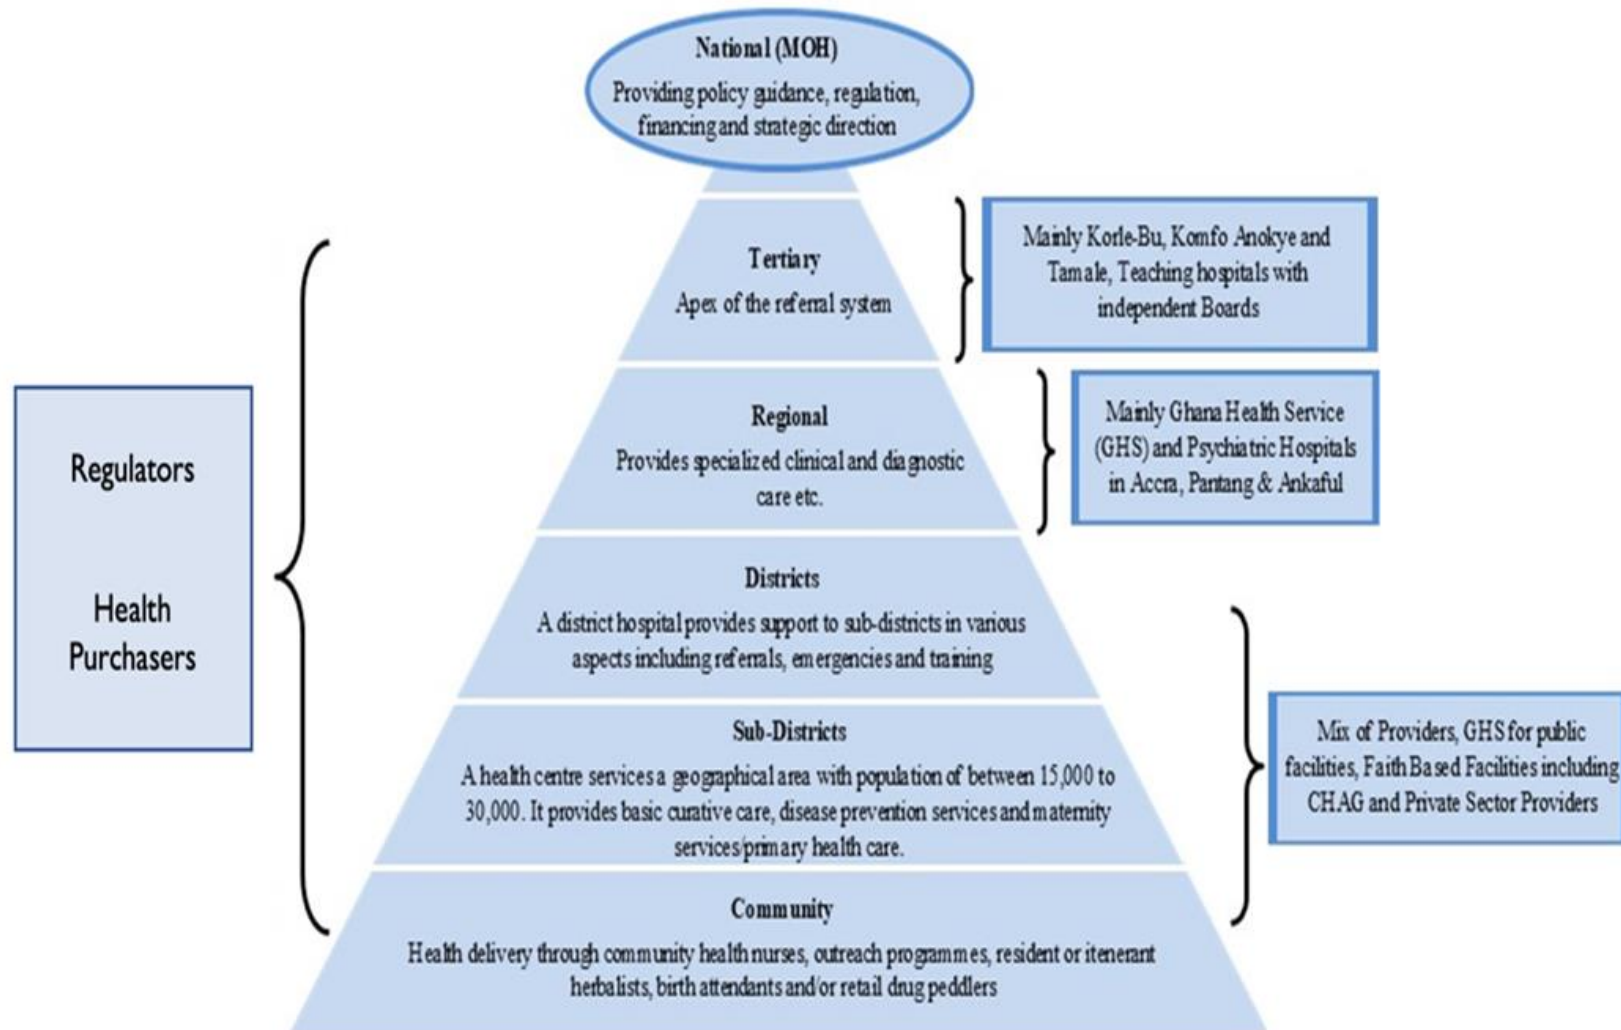 National (MOH)
Providing policy guidance, regulation,
financing and strategic direction
Tertiary
Apex of the referral system
Mainly Korle-Bu, Komfo Anokye and
Tamale, Teaching hospitals with
independent Boards
Regional
Provides specialized clinical and diagnostic
care etc.
Mainly Ghana Health Service
(GHS) and Psychiatric Hospitals
in Accra, Pantang & Ankaful
Regulators
Health
Purchasers
Districts
A district hospital provides support to sub-districts in various
aspects including referrals, emergencies and training
Sub-Districts
A health centre services a geographical area with population of between 15,000 to
30,000. It provides basic curative care, disease prevention services and maternity
services/primary health care.
Mix of Providers, GHS for public
facilities, Faith Based Facilities including
CHAG and Private Sector Providers
Community
Health delivery through community health nurses, outreach programmes, resident or itenerant
herbalists, birth attendants and/or retail drug peddlers